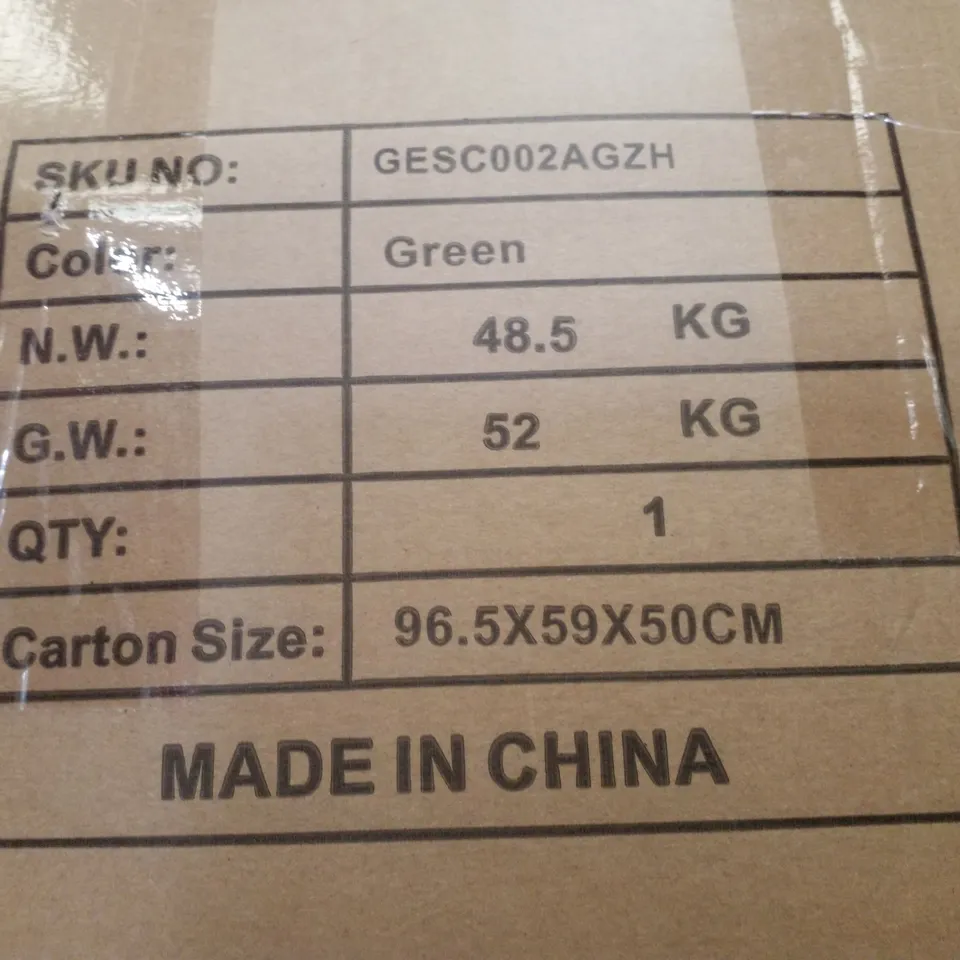 SKU NO: GESC002AGZH
Color: Green
N.W.: 48.5 KG
G.W.: 52 KG
QTY: 1
Carton Size: 96.5X59X50CM
MADE IN CHINA